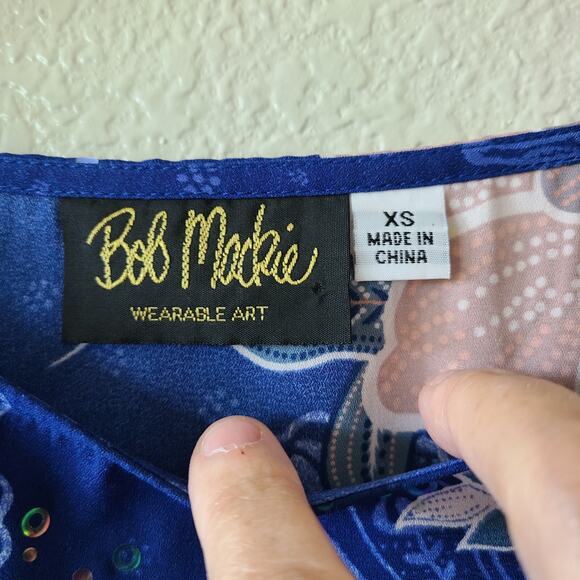 Bob Mackie
WEARABLE ART
XS
MADE IN
CHINA